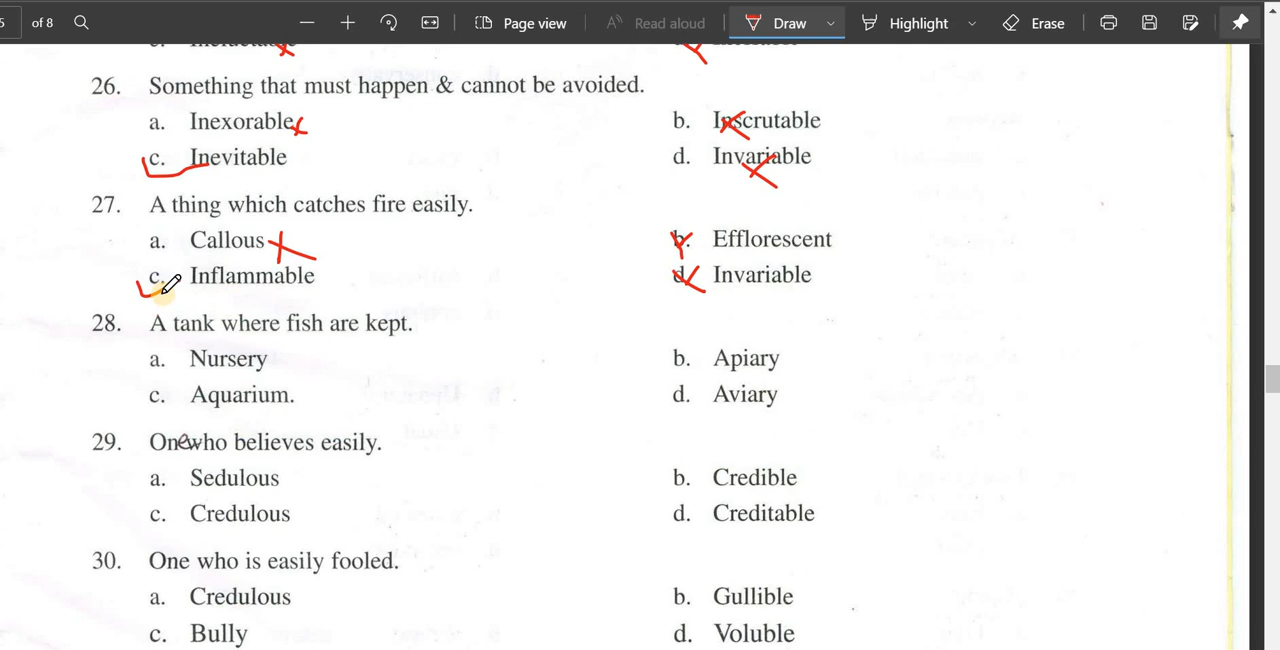 5 of 8 Page view Read aloud Draw Highlight Erase
26. Something that must happen & cannot be avoided.
a. Inexorable b. Inscrutable
c. Inevitable d. Invariable
27. A thing which catches fire easily.
a. Callous b. Efflorescent
c. Inflammable d. Invariable
28. A tank where fish are kept.
a. Nursery b. Apiary
c. Aquarium. d. Aviary
29. One who believes easily.
a. Sedulous b. Credible
c. Credulous d. Creditable
30. One who is easily fooled.
a. Credulous b. Gullible
c. Bully d. Voluble